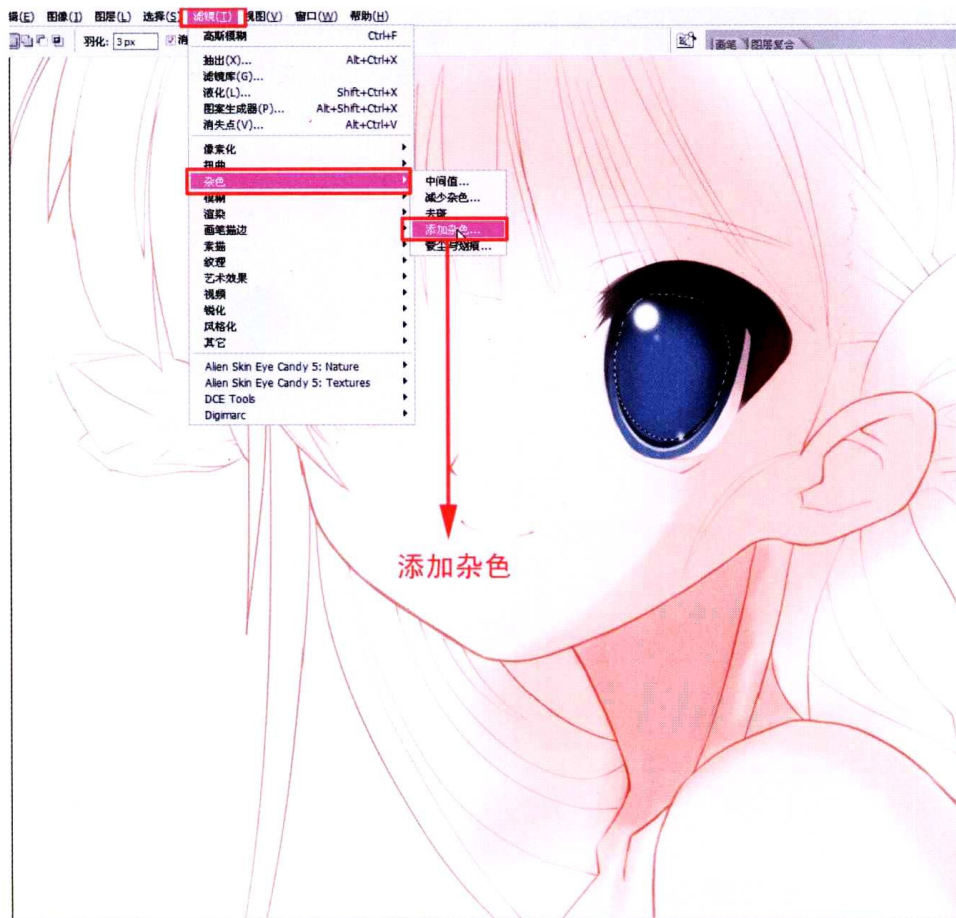 辑(E) 图像(I) 图层(L) 选择(S) 滤镜(T) 视图(V) 窗口(W) 帮助(H)
羽化: 3 px 消
画笔 图层复合
高斯模糊 Ctrl+F
抽出(X)... Alt+Ctrl+X
滤镜库(G)...
液化(L)... Shift+Ctrl+X
图案生成器(P)... Alt+Shift+Ctrl+X
消失点(V)... Alt+Ctrl+V
像素化
扭曲
杂色
模糊
渲染
画笔描边
素描
纹理
艺术效果
视频
锐化
风格化
其它
Alien Skin Eye Candy 5: Nature
Alien Skin Eye Candy 5: Textures
DCE Tools
Digimarc
中间值...
减少杂色...
去斑
添加杂色...
蒙尘与划痕...
添加杂色